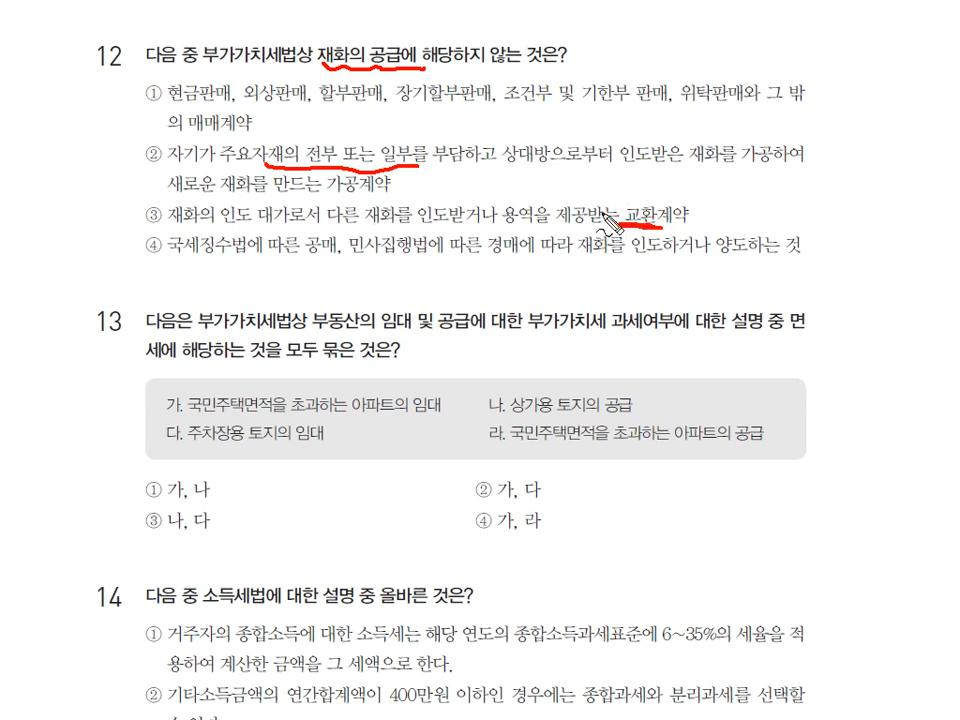 12 다음 중 부가가치세법상 재화의 공급에 해당하지 않는 것은?
① 현금판매, 외상판매, 할부판매, 장기할부판매, 조건부 및 기한부 판매, 위탁판매와 그 밖
의 매매계약
② 자기가 주요자재의 전부 또는 일부를 부담하고 상대방으로부터 인도받은 재화를 가공하여
새로운 재화를 만드는 가공계약
③ 재화의 인도 대가로서 다른 재화를 인도받거나 용역을 제공받는 교환계약
④ 국세징수법에 따른 공매, 민사집행법에 따른 경매에 따라 재화를 인도하거나 양도하는 것
13 다음은 부가가치세법상 부동산의 임대 및 공급에 대한 부가가치세 과세여부에 대한 설명 중 면
세에 해당하는 것을 모두 묶은 것은?
가. 국민주택면적을 초과하는 아파트의 임대 나. 상가용 토지의 공급
다. 주차장용 토지의 임대 라. 국민주택면적을 초과하는 아파트의 공급
① 가, 나 ② 가, 다
③ 나, 다 ④ 가, 라
14 다음 중 소득세법에 대한 설명 중 올바른 것은?
① 거주자의 종합소득에 대한 소득세는 해당 연도의 종합소득과세표준에 6~35%의 세율을 적
용하여 계산한 금액을 그 세액으로 한다.
② 기타소득금액의 연간합계액이 400만원 이하인 경우에는 종합과세와 분리과세를 선택할